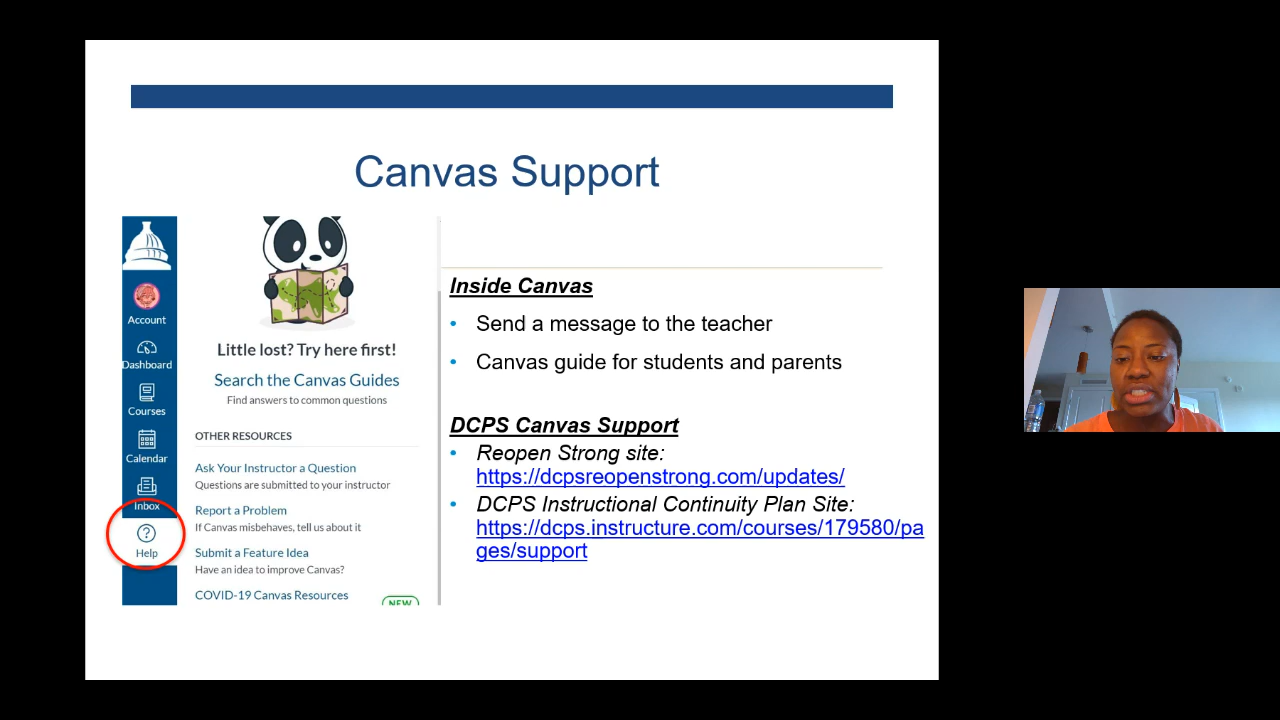 Canvas Support
Account
Dashboard
Courses
Calendar
Inbox
Help
Little lost? Try here first!
Search the Canvas Guides
Find answers to common questions
OTHER RESOURCES
Ask Your Instructor a Question
Questions are submitted to your instructor
Report a Problem
If Canvas misbehaves, tell us about it
Submit a Feature Idea
Have an idea to improve Canvas?
COVID-19 Canvas Resources
NEW
Inside Canvas
• Send a message to the teacher
• Canvas guide for students and parents
DCPS Canvas Support
• Reopen Strong site:
https://dcpsreopenstrong.com/updates/
• DCPS Instructional Continuity Plan Site:
https://dcps.instructure.com/courses/179580/pa
ges/support